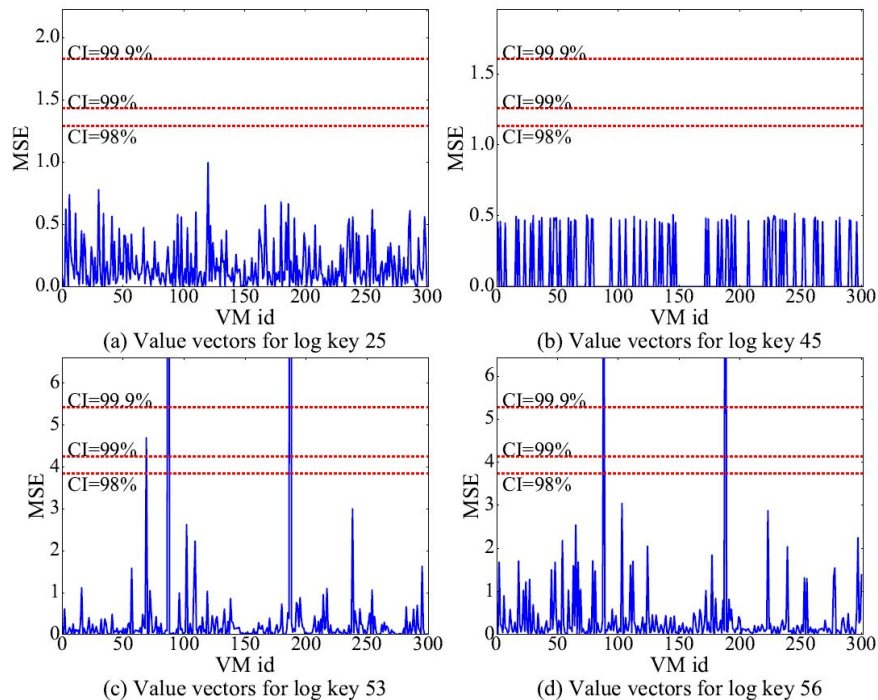 2.0
CI=99.9%
1.5
CI=99%
CI=98%
1.0
0.5
0.0
MSE
0 50 100 150 200 250 300
VM id
(a) Value vectors for log key 25
CI=99.9%
1.5
CI=99%
CI=98%
1.0
0.5
0.0
MSE
0 50 100 150 200 250 300
VM id
(b) Value vectors for log key 45
6
CI=99.9%
5
CI=99%
4
CI=98%
3
2
1
0
MSE
0 50 100 150 200 250 300
VM id
(c) Value vectors for log key 53
6
CI=99.9%
5
CI=99%
4
CI=98%
3
2
1
0
MSE
0 50 100 150 200 250 300
VM id
(d) Value vectors for log key 56